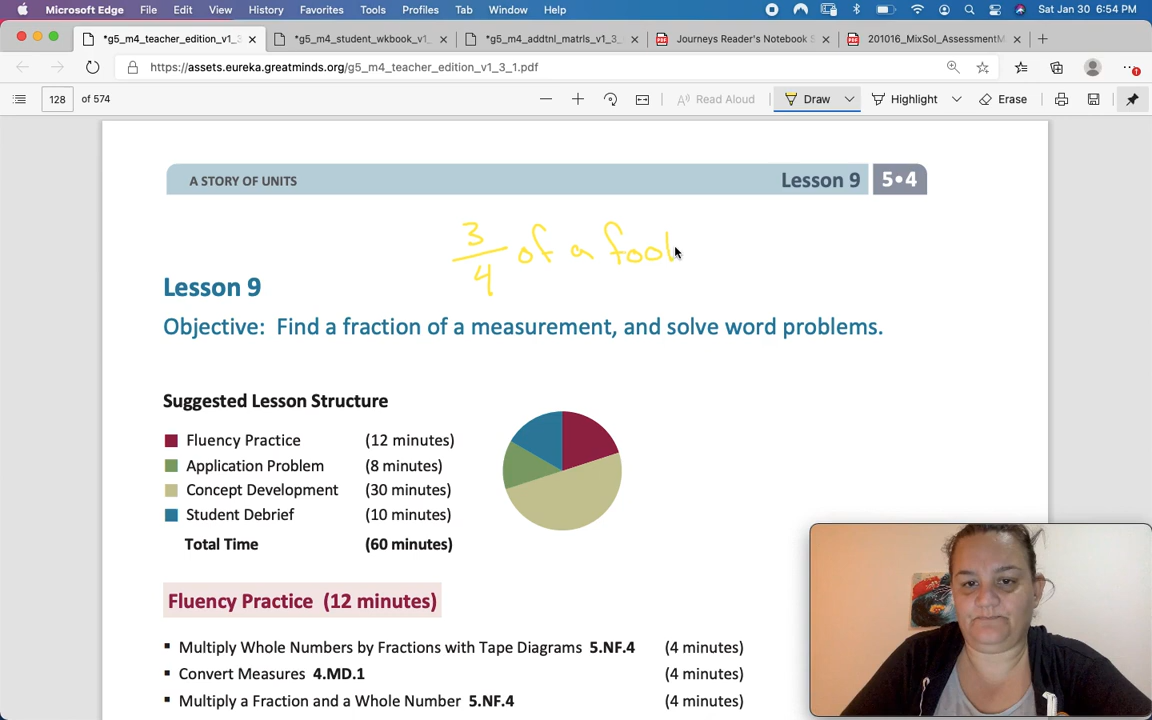 Microsoft Edge File Edit View History Favorites Tools Profiles Tab Window Help Sat Jan 30 6:54 PM
*g5_m4_teacher_edition_v1_3_ *g5_m4_student_wkbook_v1_ *g5_m4_addtnl_matrls_v1_3_ Journeys Reader's Notebook 201016_MixSol_AssessmentM
https://assets.eureka.greatminds.org/g5_m4_teacher_edition_v1_3_1.pdf
128 of 574 Read Aloud Draw Highlight Erase
A STORY OF UNITS Lesson 9 5•4
3/4 of a foot
Lesson 9
Objective: Find a fraction of a measurement, and solve word problems.
Suggested Lesson Structure
Fluency Practice (12 minutes)
Application Problem (8 minutes)
Concept Development (30 minutes)
Student Debrief (10 minutes)
Total Time (60 minutes)
Fluency Practice (12 minutes)
▪ Multiply Whole Numbers by Fractions with Tape Diagrams 5.NF.4 (4 minutes)
▪ Convert Measures 4.MD.1 (4 minutes)
▪ Multiply a Fraction and a Whole Number 5.NF.4 (4 minutes)